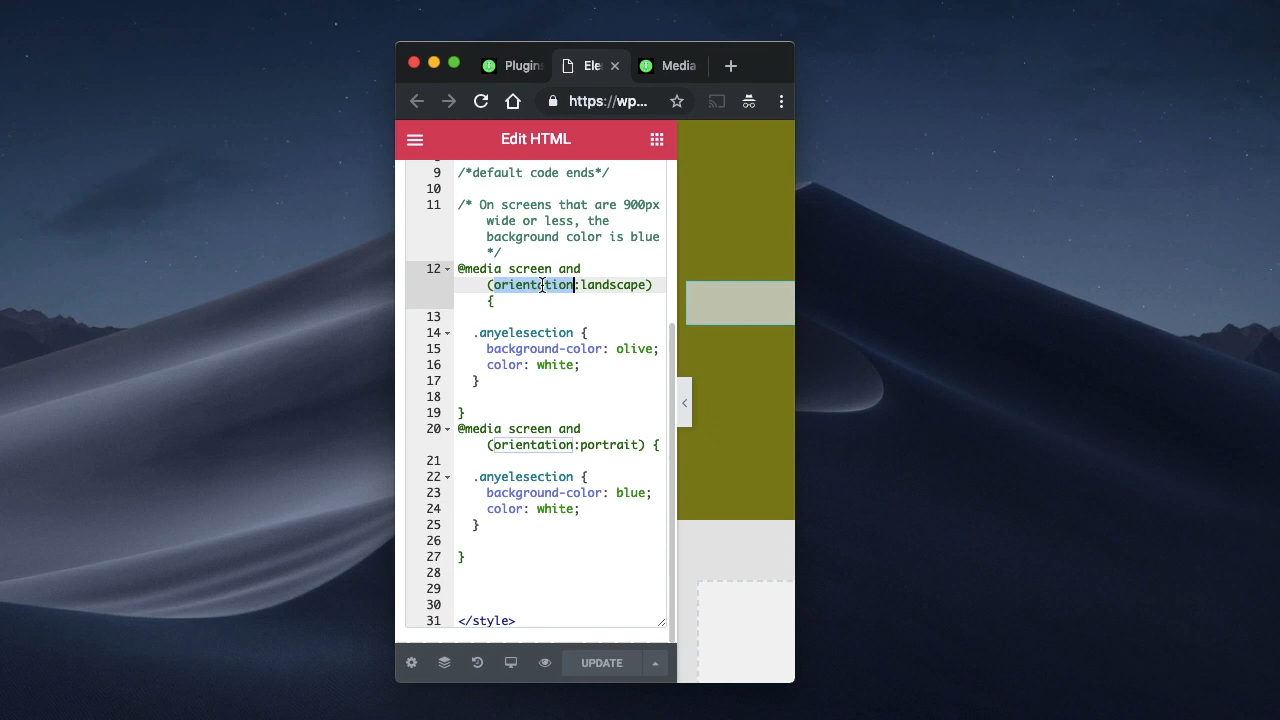 Plugins Ele Media
https://wp...
Edit HTML
9 /*default code ends*/
10
11 /* On screens that are 900px
wide or less, the
background color is blue
*/
12 @media screen and
(orientation:landscape)
{
13
14 .anyelesection {
15 background-color: olive;
16 color: white;
17 }
18
19 }
20 @media screen and
(orientation:portrait) {
21
22 .anyelesection {
23 background-color: blue;
24 color: white;
25 }
26
27 }
28
29
30
31 </style>
UPDATE